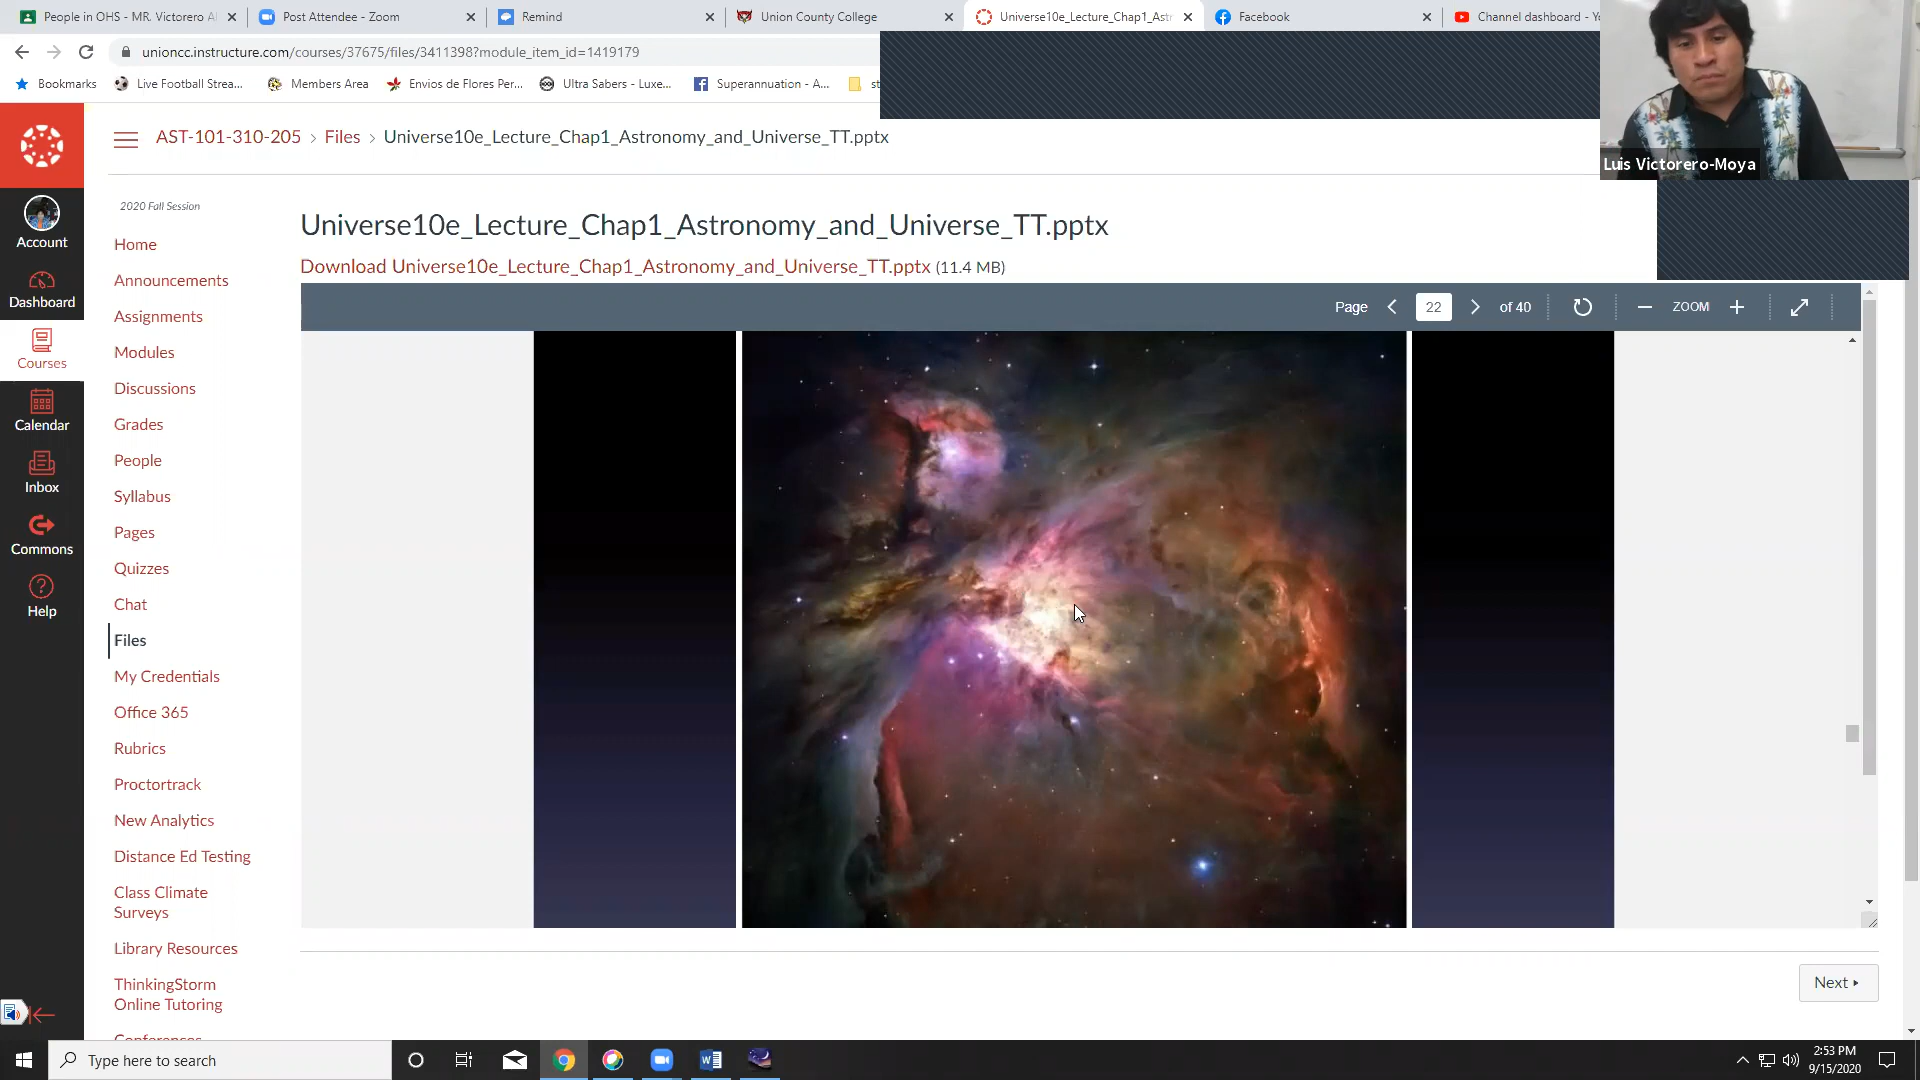 People in OHS - MR. Victorero Al
Post Attendee - Zoom
Remind
Union County College
Universe10e_Lecture_Chap1_Astr
Facebook
Channel dashboard - Yo
unioncc.instructure.com/courses/37675/files/3411398?module_item_id=1419179
Bookmarks
Live Football Strea...
Members Area
Envios de Flores Per...
Ultra Sabers - Luxe...
Superannuation - A...
st
Luis Victorero-Moya
AST-101-310-205 › Files › Universe10e_Lecture_Chap1_Astronomy_and_Universe_TT.pptx
Account
Dashboard
Courses
Calendar
Inbox
Commons
Help
2020 Fall Session
Home
Announcements
Assignments
Modules
Discussions
Grades
People
Syllabus
Pages
Quizzes
Chat
Files
My Credentials
Office 365
Rubrics
Proctortrack
New Analytics
Distance Ed Testing
Class Climate
Surveys
Library Resources
ThinkingStorm
Online Tutoring
Conferences
Universe10e_Lecture_Chap1_Astronomy_and_Universe_TT.pptx
Download Universe10e_Lecture_Chap1_Astronomy_and_Universe_TT.pptx (11.4 MB)
Page 22 of 40 ZOOM
Next
Type here to search
2:53 PM
9/15/2020